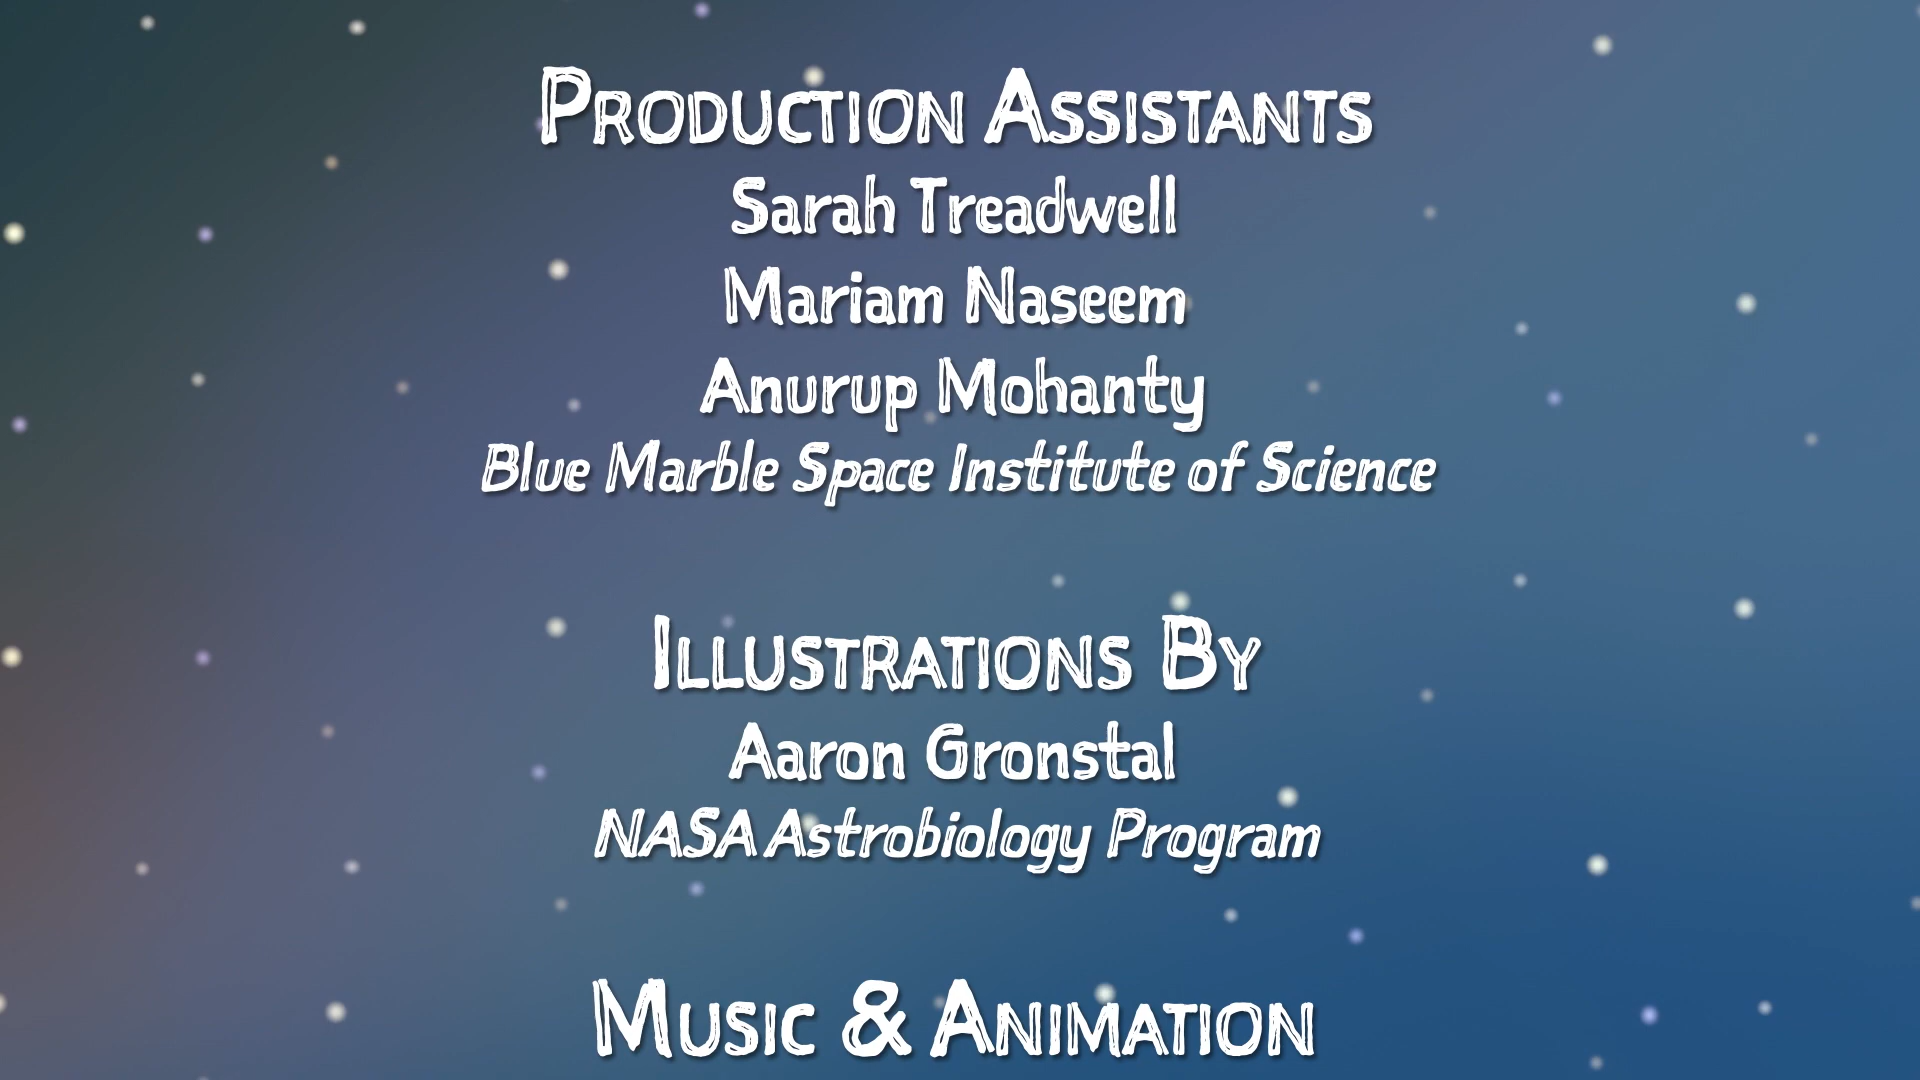 Production Assistants
Sarah Treadwell
Mariam Naseem
Anurup Mohanty
Blue Marble Space Institute of Science
Illustrations By
Aaron Gronstal
NASA Astrobiology Program
Music & Animation